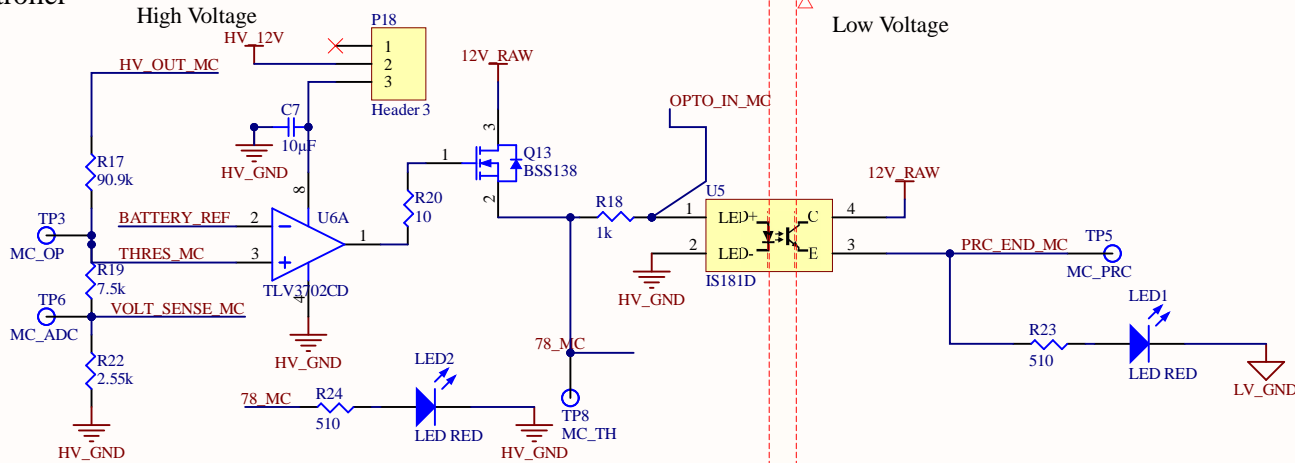 roller
High Voltage
Low Voltage
P18
HV_12V
1
2
3
Header 3
12V_RAW
HV_OUT_MC
OPTO_IN_MC
C7
10μF
HV_GND
3
Q13
BSS138
1
2
R17
90.9k
8
R20
10
12V_RAW
U5
R18
1k
1
LED+
C
4
2
LED-
E
3
IS181D
HV_GND
TP3
MC_OP
BATTERY_REF
2
U6A
1
THRES_MC
3
TLV3702CD
4
HV_GND
PRC_END_MC
TP5
MC_PRC
R19
7.5k
TP6
MC_ADC
VOLT_SENSE_MC
R22
2.55k
HV_GND
78_MC
TP8
MC_TH
LED2
78_MC
R24
510
LED RED
HV_GND
LED1
R23
510
LED RED
LV_GND